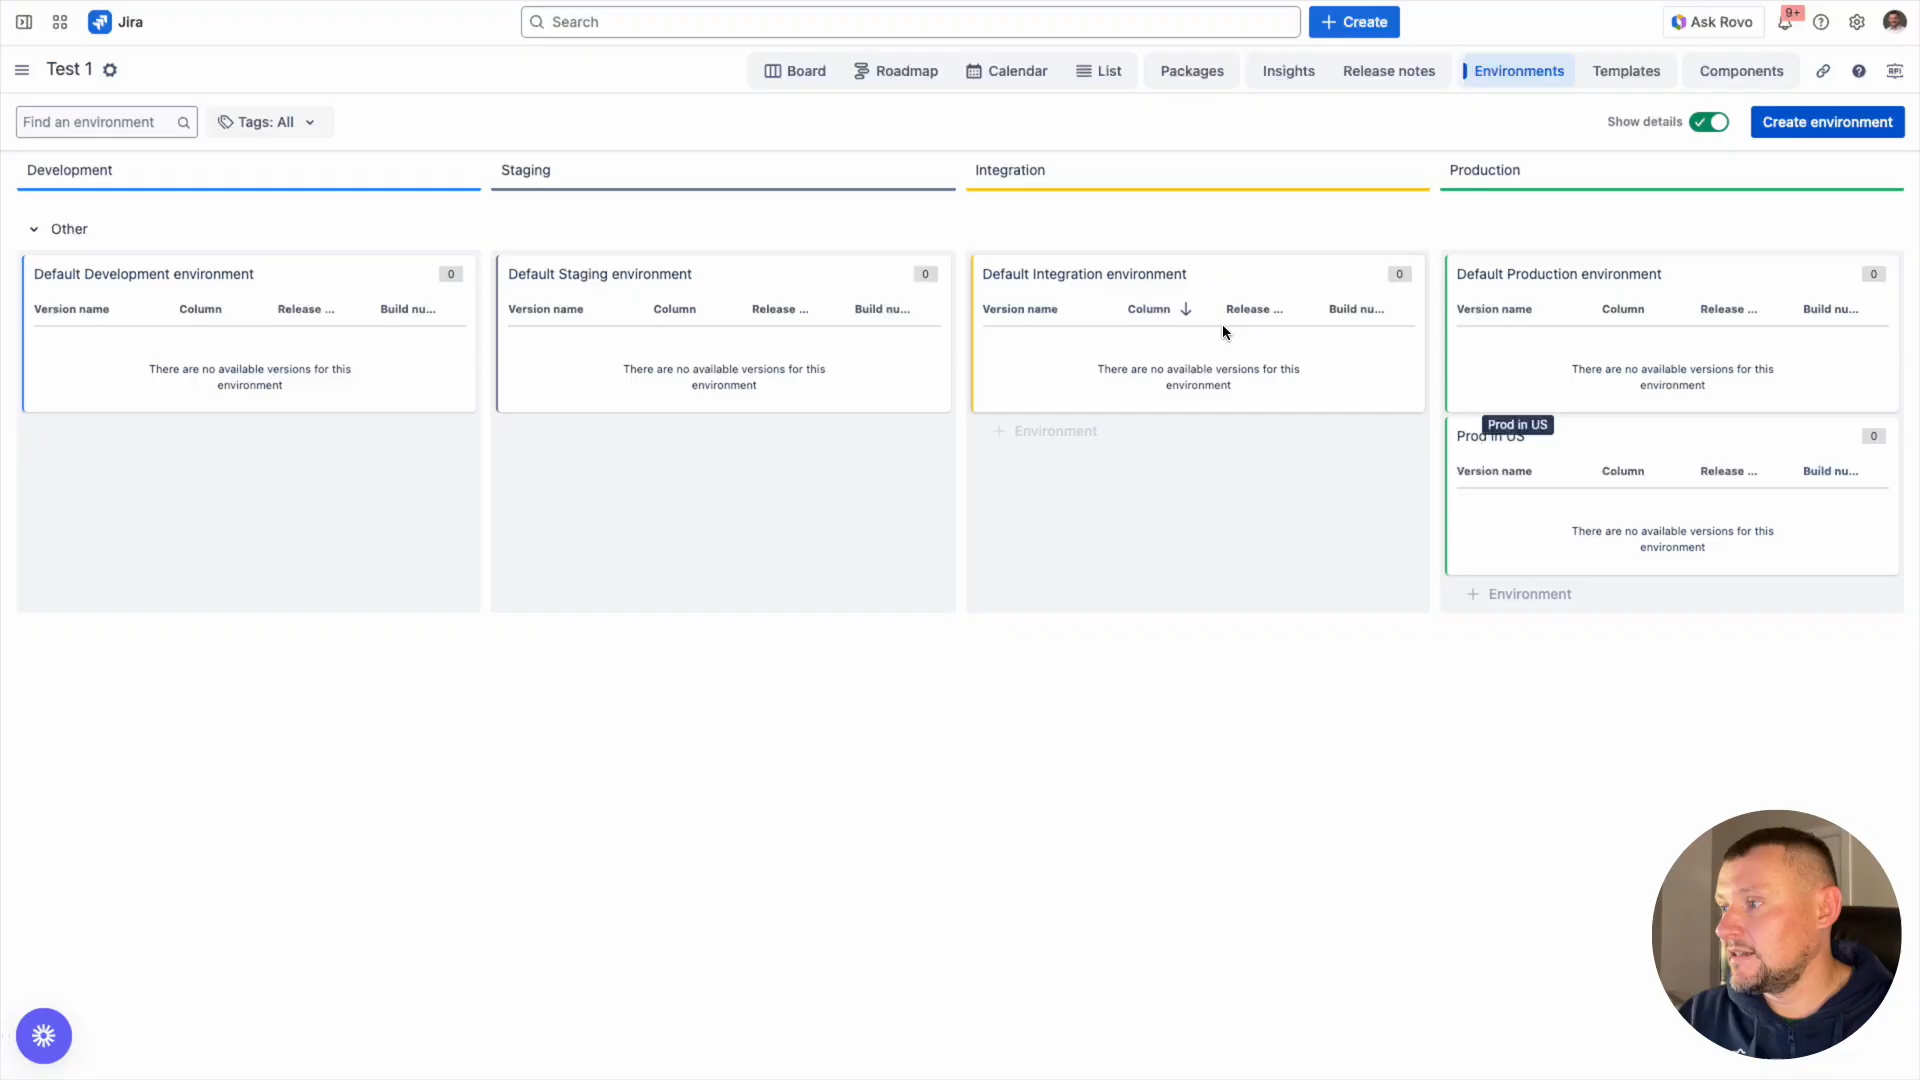 Jira
Search
Create
Ask Rovo
9+
Test 1
Board
Roadmap
Calendar
List
Packages
Insights
Release notes
Environments
Templates
Components
API
Find an environment
Tags: All
Show details
Create environment
Development
Staging
Integration
Production
Other
Default Development environment
0
Version name
Column
Release ...
Build nu...
There are no available versions for this
environment
Default Staging environment
0
Version name
Column
Release ...
Build nu...
There are no available versions for this
environment
Default Integration environment
0
Version name
Column
Release ...
Build nu...
There are no available versions for this
environment
Environment
Default Production environment
0
Version name
Column
Release ...
Build nu...
There are no available versions for this
environment
Prod in US
Prod in US
0
Version name
Column
Release ...
Build nu...
There are no available versions for this
environment
Environment